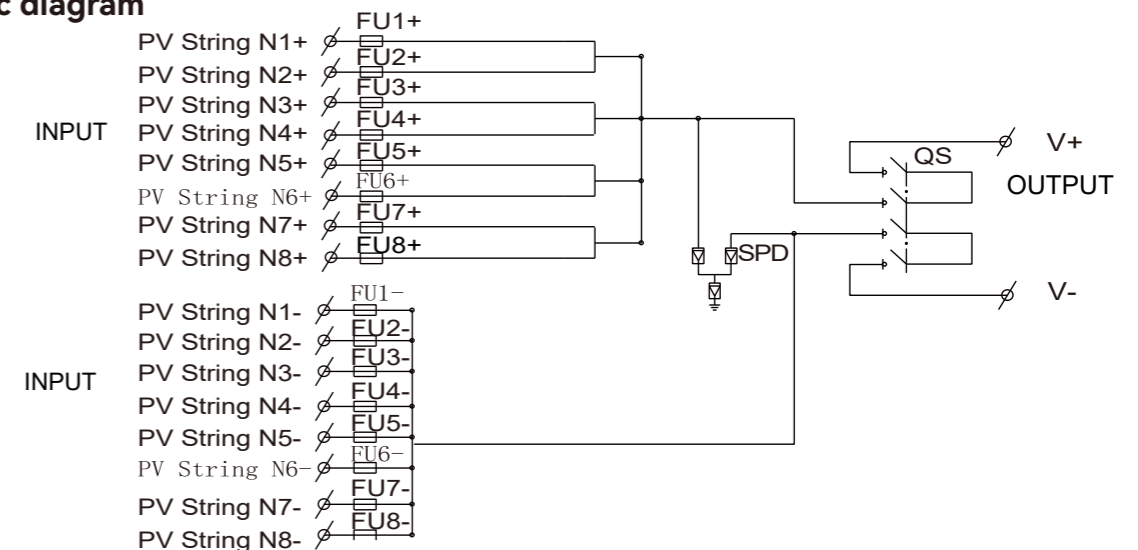 c diagram
FU1+
PV String N1+
FU2+
PV String N2+
FU3+
PV String N3+
FU4+
INPUT
PV String N4+
FU5+
PV String N5+
FU6+
PV String N6+
FU7+
PV String N7+
FU8+
PV String N8+
QS
V+
OUTPUT
SPD
V-
FU1-
PV String N1-
FU2-
PV String N2-
FU3-
PV String N3-
INPUT
FU4-
PV String N4-
FU5-
PV String N5-
FU6-
PV String N6-
FU7-
PV String N7-
FU8-
PV String N8-